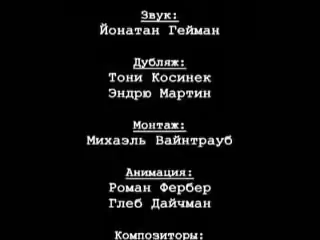 Звук:
Йонатан Гейман
Дубляж:
Тони Косинек
Эндрю Мартин
Монтаж:
Михаэль Вайнтрауб
Анимация:
Роман Фербер
Глеб Дайчман
Композиторы: